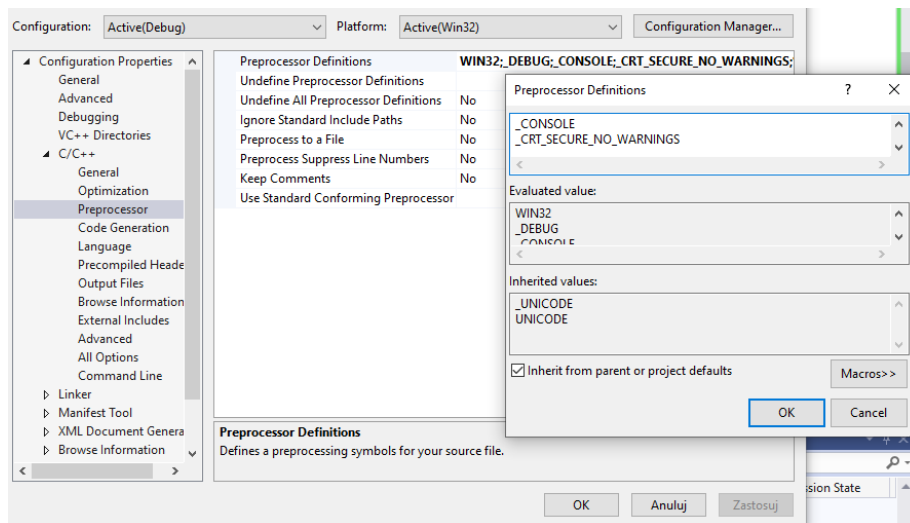 Configuration: Active(Debug) Platform: Active(Win32) Configuration Manager...
Configuration Properties
General
Advanced
Debugging
VC++ Directories
C/C++
General
Optimization
Preprocessor
Code Generation
Language
Precompiled Heade
Output Files
Browse Information
External Includes
Advanced
All Options
Command Line
Linker
Manifest Tool
XML Document Genera
Browse Information
Preprocessor Definitions WIN32;_DEBUG;_CONSOLE;_CRT_SECURE_NO_WARNINGS;
Undefine Preprocessor Definitions
Undefine All Preprocessor Definitions No
Ignore Standard Include Paths No
Preprocess to a File No
Preprocess Suppress Line Numbers No
Keep Comments No
Use Standard Conforming Preprocessor
Preprocessor Definitions
Defines a preprocessing symbols for your source file.
OK Anuluj Zastosuj
Preprocessor Definitions ? X
_CONSOLE
_CRT_SECURE_NO_WARNINGS
Evaluated value:
WIN32
_DEBUG
_CONSOLE
Inherited values:
_UNICODE
UNICODE
Inherit from parent or project defaults
Macros>>
OK Cancel
ssion State